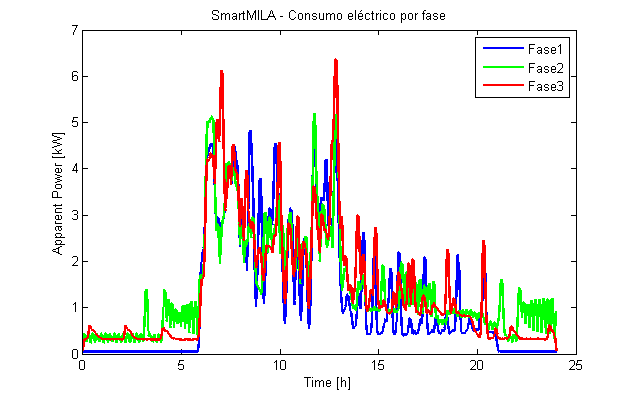 SmartMILA - Consumo eléctrico por fase
7
6
5
4
3
2
1
0
Apparent Power [kW]
Fase1
Fase2
Fase3
0 5 10 15 20 25
Time [h]